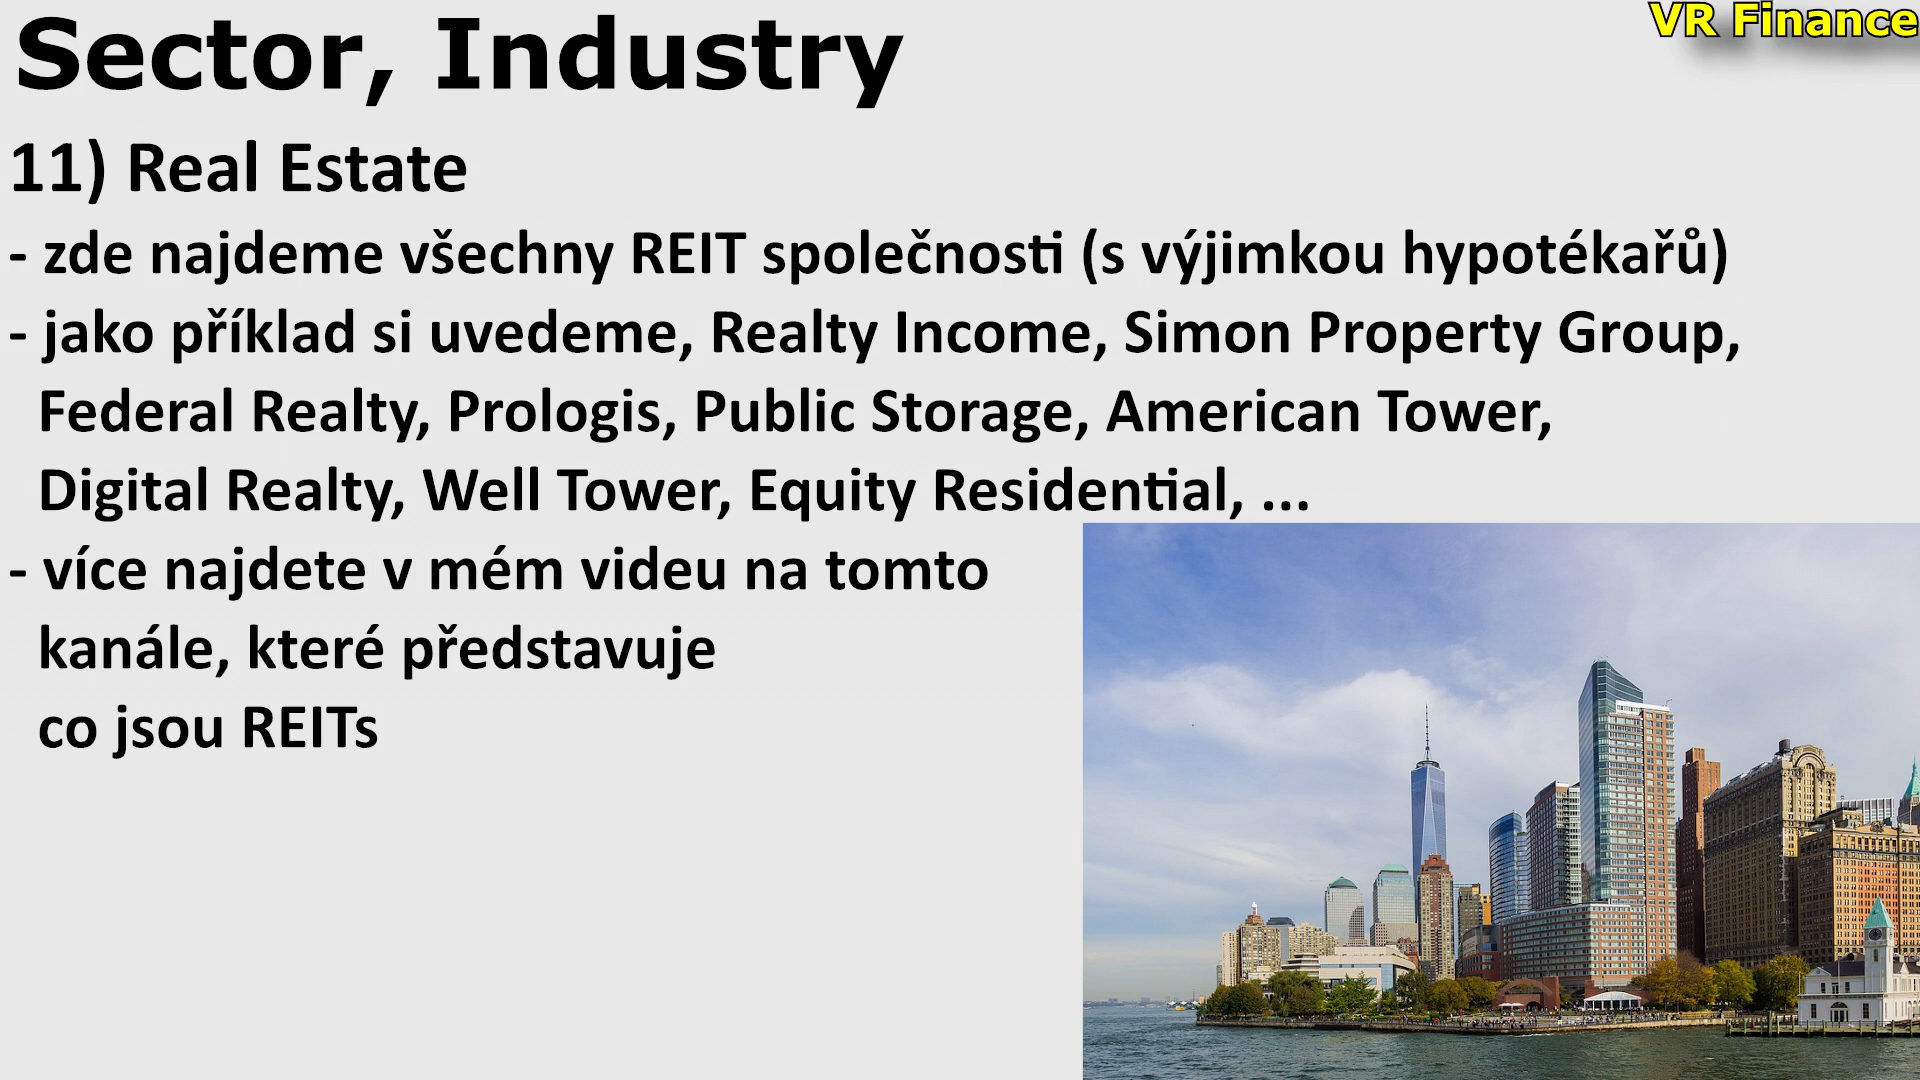 Sector, Industry
VR Finance
11) Real Estate
- zde najdeme všechny REIT společnosti (s výjimkou hypotékařů)
- jako příklad si uvedeme, Realty Income, Simon Property Group,
Federal Realty, Prologis, Public Storage, American Tower,
Digital Realty, Well Tower, Equity Residential, ...
- více najdete v mém videu na tomto
kanále, které představuje
co jsou REITs